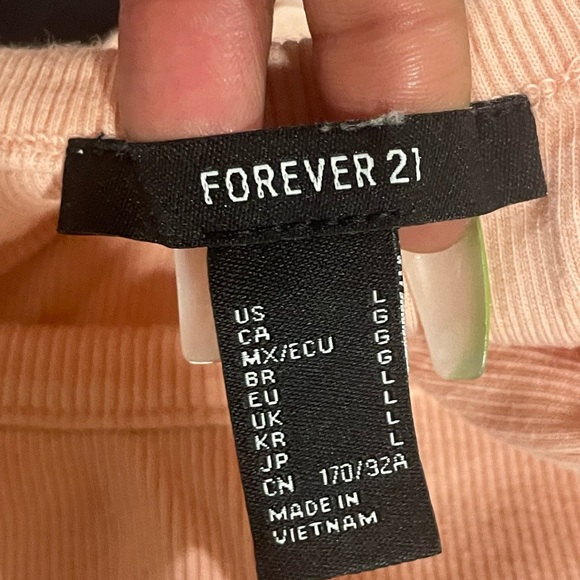 FOREVER 21
US L
CA G
MX/ECU G
BR G
EU L
UK L
KR L
JP L
CN 170/92A
MADE IN
VIETNAM